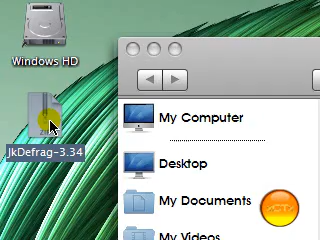 Windows HD
JkDefrag-3.34
My Computer
Desktop
My Documents
My Videos